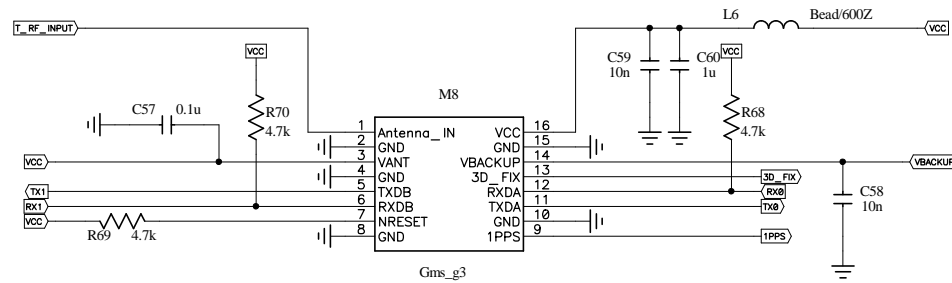 L6 Bead/600Z
T_RF_INPUT
VCC
VCC
VCC
C59
10n
C60
1u
C57 0.1u
M8
R70
4.7k
R68
4.7k
1 Antenna_IN VCC 16
2 GND GND 15
VCC 3 VANT VBACKUP 14 VBACKUP
4 GND 3D_FIX 13 3D_FIX
TX1 5 TXDB RXDA 12 RX0
RX1 6 RXDB TXDA 11 TX0
VCC 7 NRESET GND 10
8 GND 1PPS 9 1PPS
R69 4.7k
C58
10n
Gms_g3